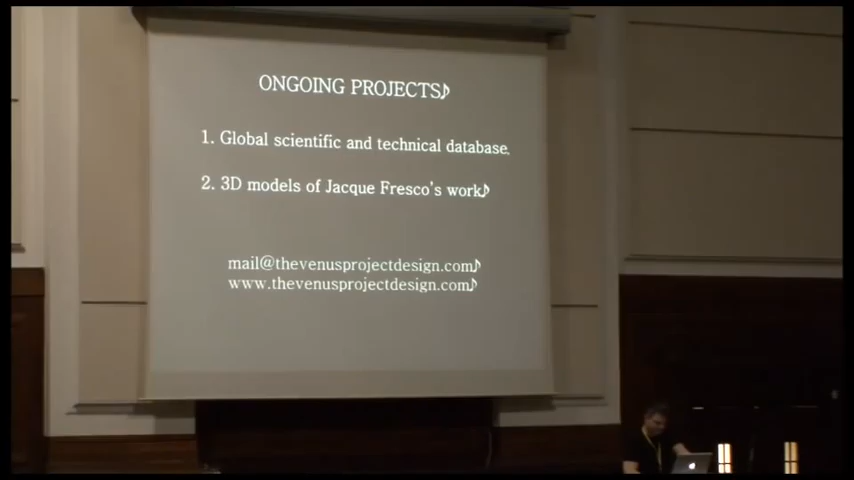 ONGOING PROJECTS♪
1. Global scientific and technical database.
2. 3D models of Jacque Fresco's work♪
mail@thevenusprojectdesign.com♪
www.thevenusprojectdesign.com♪